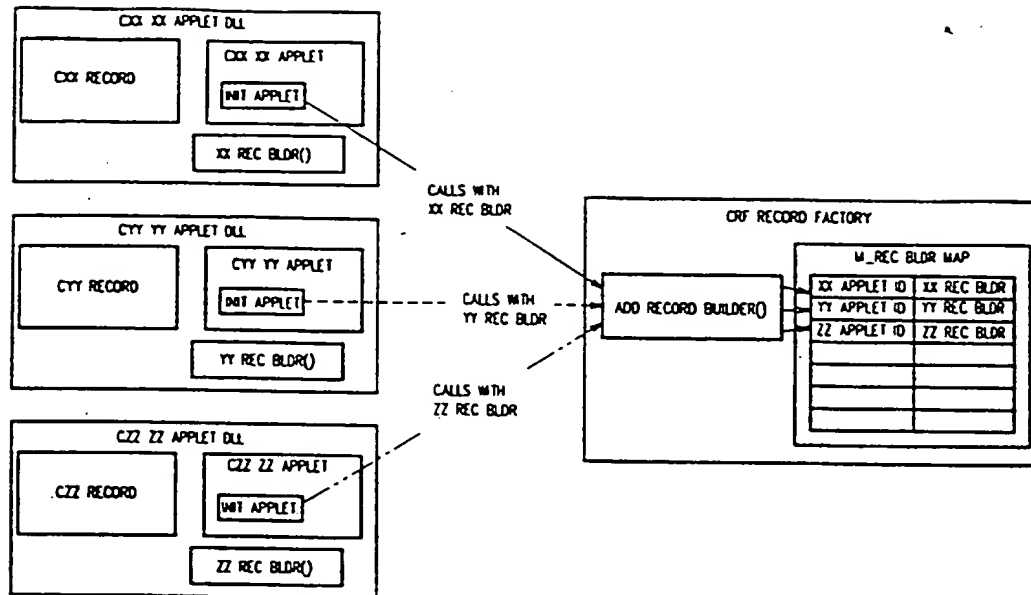 CXX XX APPLET DLL
CXX RECORD
CXX XX APPLET
INIT APPLET
XX REC BLDR()
CALLS WITH
XX REC BLDR
CYY YY APPLET DLL
CYY RECORD
CYY YY APPLET
INIT APPLET
YY REC BLDR()
CALLS WITH
YY REC BLDR
CZZ ZZ APPLET DLL
CZZ RECORD
CZZ ZZ APPLET
INIT APPLET
ZZ REC BLDR()
CALLS WITH
ZZ REC BLDR
CRF RECORD FACTORY
ADD RECORD BUILDER()
M_REC BLDR MAP
XX APPLET ID XX REC BLDR
YY APPLET ID YY REC BLDR
ZZ APPLET ID ZZ REC BLDR